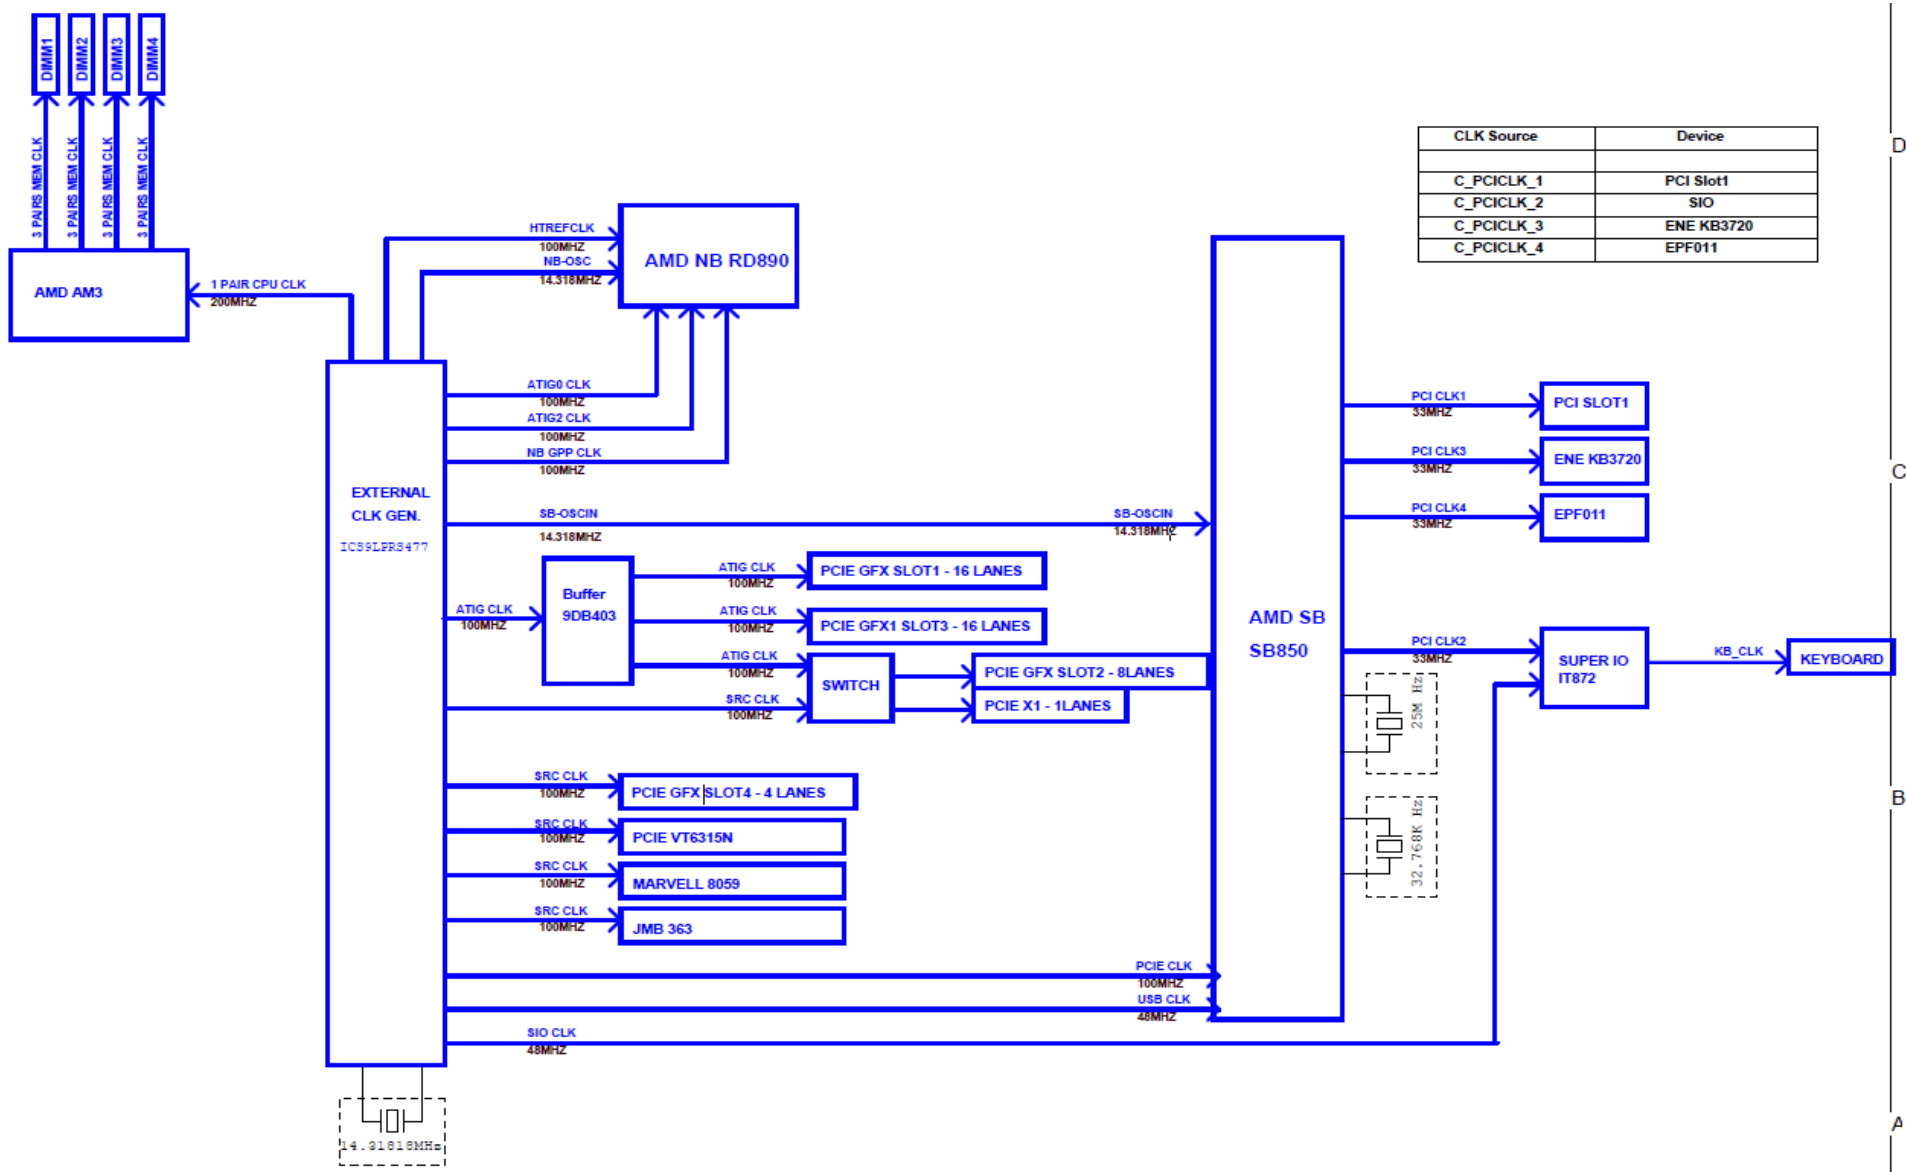 DIMM1
DIMM2
DIMM3
DIMM4
3 PAIRS MEM CLK
3 PAIRS MEM CLK
3 PAIRS MEM CLK
3 PAIRS MEM CLK
AMD AM3
1 PAIR CPU CLK
200MHZ
HTREFCLK
100MHZ
NB-OSC
14.318MHZ
AMD NB RD890
CLK Source Device
C_PCICLK_1 PCI Slot1
C_PCICLK_2 SIO
C_PCICLK_3 ENE KB3720
C_PCICLK_4 EPF011
D
C
B
A
ATIG0 CLK
100MHZ
ATIG2 CLK
100MHZ
NB GPP CLK
100MHZ
EXTERNAL
CLK GEN.
ICS9LPRS477
SB-OSCIN
14.318MHZ
SB-OSCIN
14.318MHZ
ATIG CLK
100MHZ
Buffer
9DB403
ATIG CLK
100MHZ
PCIE GFX SLOT1 - 16 LANES
ATIG CLK
100MHZ
PCIE GFX1 SLOT3 - 16 LANES
ATIG CLK
100MHZ
SRC CLK
100MHZ
SWITCH
PCIE GFX SLOT2 - 8LANES
PCIE X1 - 1LANES
SRC CLK
100MHZ
PCIE GFX SLOT4 - 4 LANES
SRC CLK
100MHZ
PCIE VT6315N
SRC CLK
100MHZ
MARVELL 8059
SRC CLK
100MHZ
JMB 363
PCIE CLK
100MHZ
USB CLK
48MHZ
SIO CLK
48MHZ
14.31818MHz
AMD SB
SB850
PCI CLK1
33MHZ
PCI SLOT1
PCI CLK3
33MHZ
ENE KB3720
PCI CLK4
33MHZ
EPF011
PCI CLK2
33MHZ
SUPER IO
IT872
KB_CLK
KEYBOARD
25M Hz
32.768K Hz